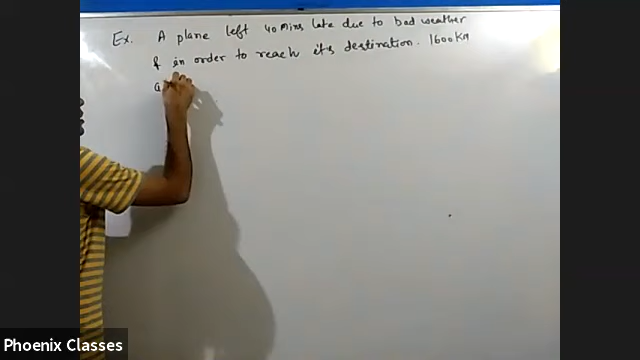 Ex. A plane left 40 Mins late due to bad weather
& in order to reach it's destination. 1600 Km
Phoenix Classes